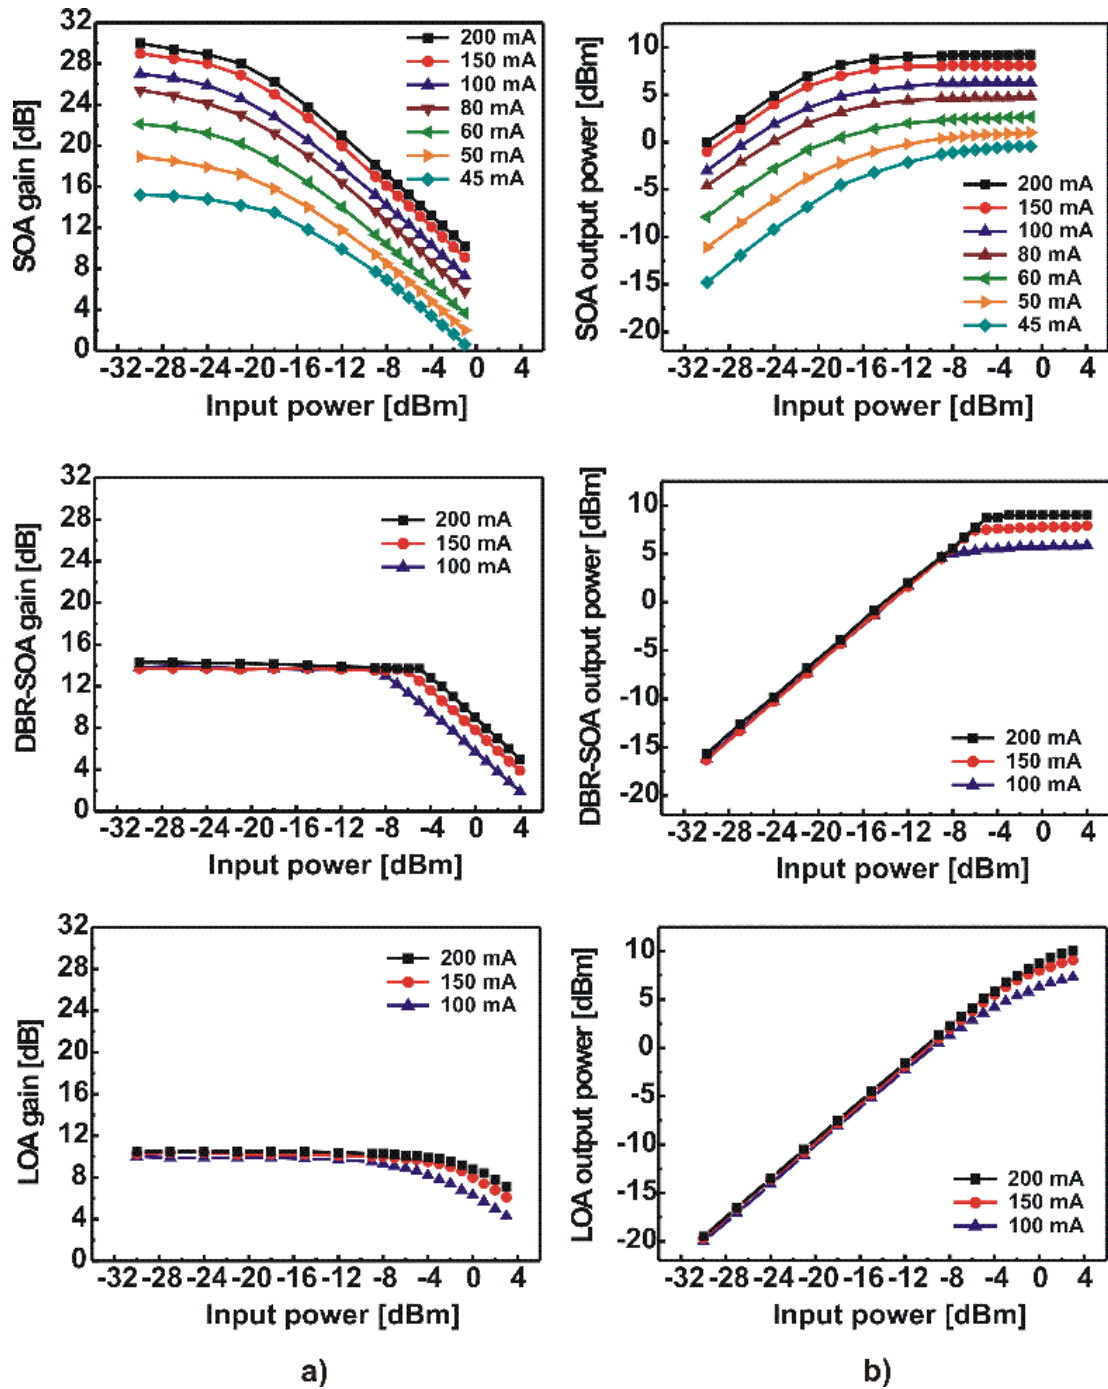 SOA gain [dB]
32
28
24
20
16
12
8
4
0
200 mA
150 mA
100 mA
80 mA
60 mA
50 mA
45 mA
-32 -28 -24 -20 -16 -12 -8 -4 0 4
Input power [dBm]
SOA output power [dBm]
10
5
0
-5
-10
-15
-20
200 mA
150 mA
100 mA
80 mA
60 mA
50 mA
45 mA
-32 -28 -24 -20 -16 -12 -8 -4 0 4
Input power [dBm]
DBR-SOA gain [dB]
32
28
24
20
16
12
8
4
0
200 mA
150 mA
100 mA
-32 -28 -24 -20 -16 -12 -8 -4 0 4
Input power [dBm]
DBR-SOA output power [dBm]
10
5
0
-5
-10
-15
-20
200 mA
150 mA
100 mA
-32 -28 -24 -20 -16 -12 -8 -4 0 4
Input power [dBm]
LOA gain [dB]
32
28
24
20
16
12
8
4
0
200 mA
150 mA
100 mA
-32 -28 -24 -20 -16 -12 -8 -4 0 4
Input power [dBm]
LOA output power [dBm]
10
5
0
-5
-10
-15
-20
200 mA
150 mA
100 mA
-32 -28 -24 -20 -16 -12 -8 -4 0 4
Input power [dBm]
a)
b)